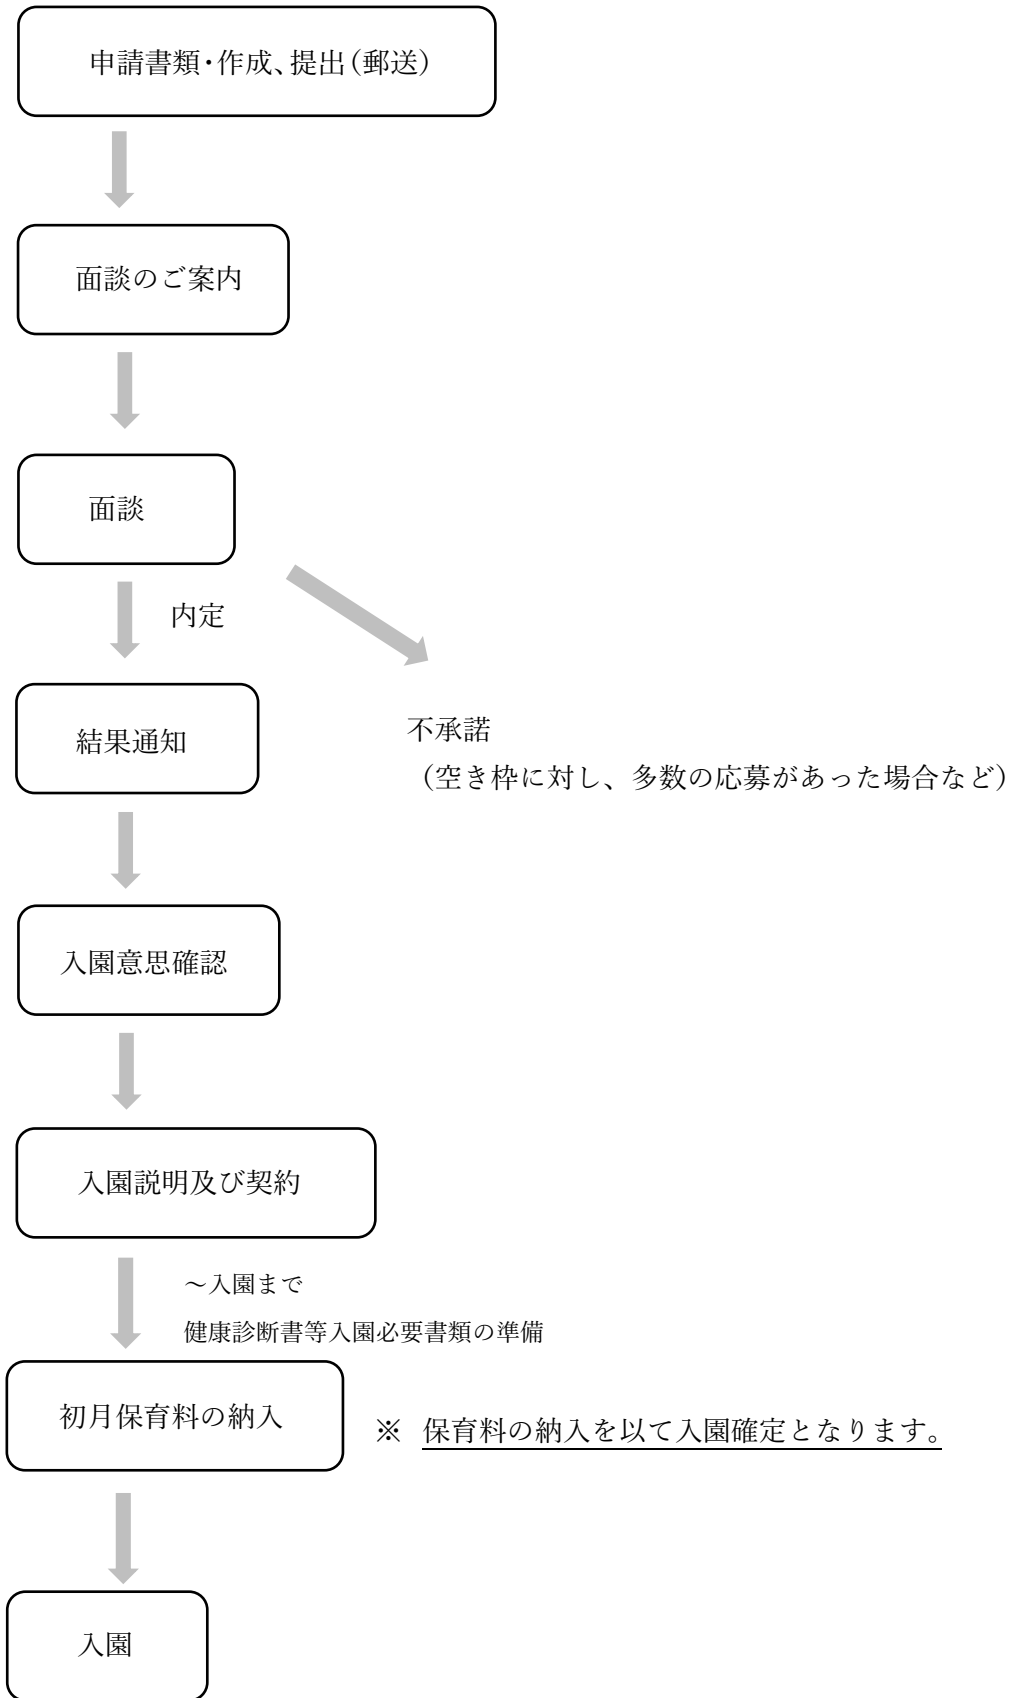 申請書類・作成、提出（郵送）
面談のご案内
面談
内定
結果通知
不承諾
（空き枠に対し、多数の応募があった場合など）
入園意思確認
入園説明及び契約
～入園まで
健康診断書等入園必要書類の準備
初月保育料の納入
※ 保育料の納入を以て入園確定となります。
入園